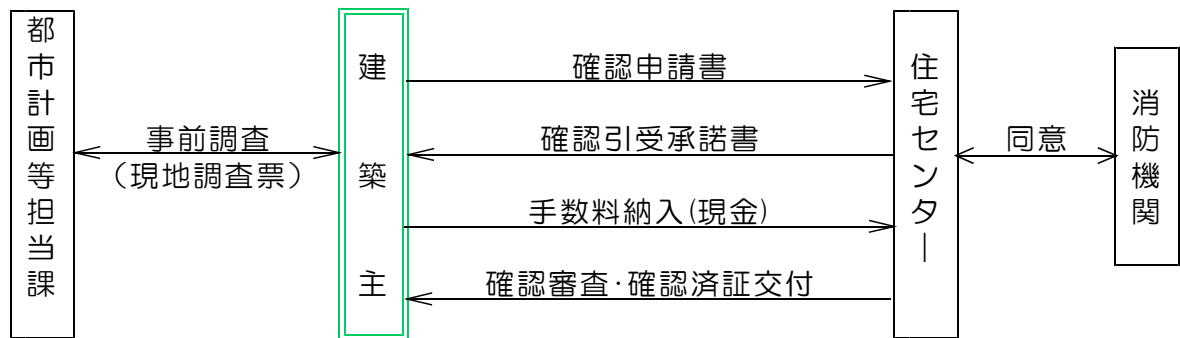 都市計画等担当課
事前調査
（現地調査票）
建築主
確認申請書
確認引受承諾書
手数料納入(現金)
確認審査･確認済証交付
住宅センター
同意
消防機関